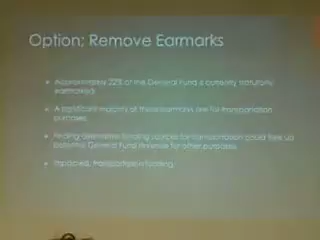 Option: Remove Earmarks
Approximately 22% of the General Fund is currently statutorily
earmarked.
A significant majority of these earmarks are for transportation
purposes.
Finding alternative funding sources for transportation could free up
General Fund revenue for other purposes.
Impacted: Transportation funding